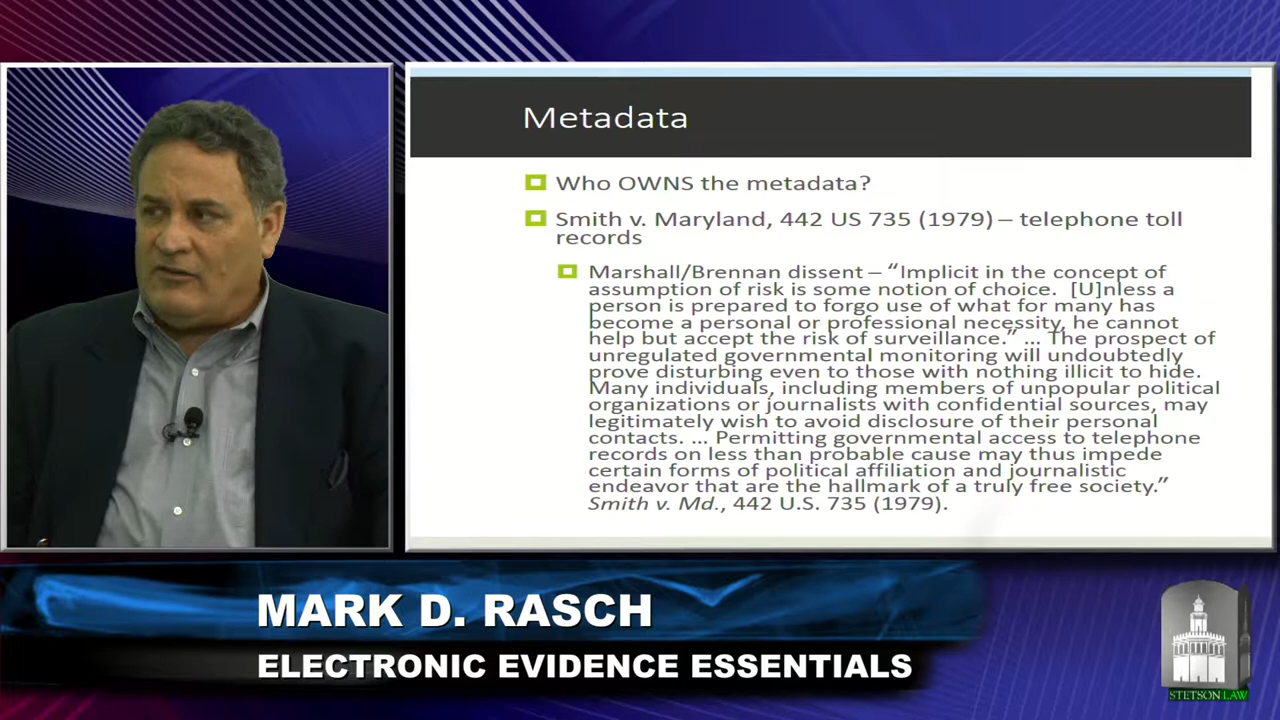 Metadata
Who OWNS the metadata?
Smith v. Maryland, 442 US 735 (1979) – telephone toll
records
Marshall/Brennan dissent – “Implicit in the concept of
assumption of risk is some notion of choice. [U]nless a
person is prepared to forgo use of what for many has
become a personal or professional necessity, he cannot
help but accept the risk of surveillance.” … The prospect of
unregulated governmental monitoring will undoubtedly
prove disturbing even to those with nothing illicit to hide.
Many individuals, including members of unpopular political
organizations or journalists with confidential sources, may
legitimately wish to avoid disclosure of their personal
contacts. … Permitting governmental access to telephone
records on less than probable cause may thus impede
certain forms of political affiliation and journalistic
endeavor that are the hallmark of a truly free society.”
Smith v. Md., 442 U.S. 735 (1979).
MARK D. RASCH
ELECTRONIC EVIDENCE ESSENTIALS
STETSON LAW